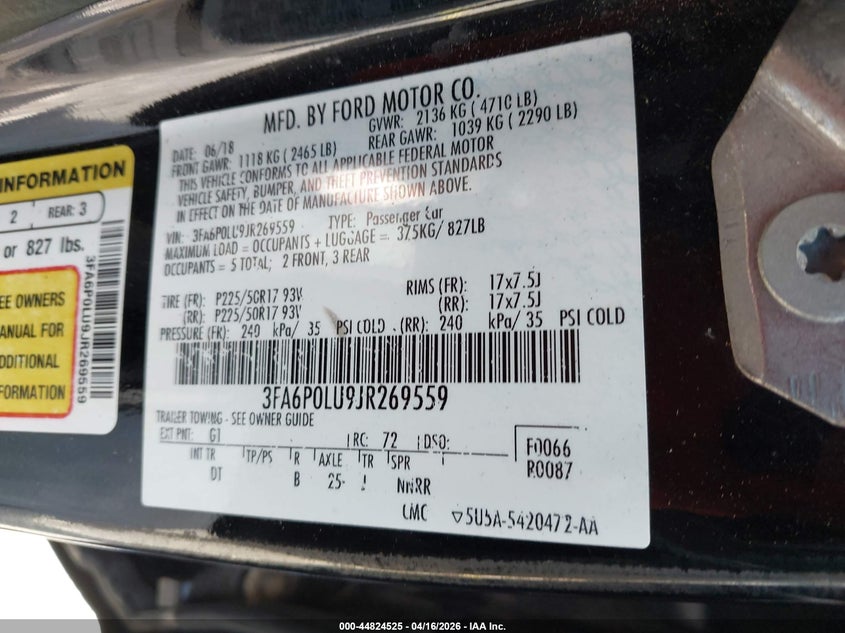 INFORMATION
2 REAR: 3
or 827 lbs.
EE OWNERS
ANUAL FOR
DDITIONAL
FORMATION
3FA6P0LU9JR269559
MFD. BY FORD MOTOR CO.
DATE: 06/18 GVWR: 2136 KG ( 4710 LB)
FRONT GAWR: 1118 KG ( 2465 LB) REAR GAWR: 1039 KG ( 2290 LB)
THIS VEHICLE CONFORMS TO ALL APPLICABLE FEDERAL MOTOR
VEHICLE SAFETY, BUMPER, AND THEFT PREVENTION STANDARDS
IN EFFECT ON THE DATE OF MANUFACTURE SHOWN ABOVE.
VIN: 3FA6P0LU9JR269559 TYPE: Passenger Car
MAXIMUM LOAD = OCCUPANTS + LUGGAGE = 375KG/ 827LB
OCCUPANTS = 5 TOTAL; 2 FRONT, 3 REAR
TIRE (FR): P225/50R17 93V RIMS (FR): 17x7.5J
(RR): P225/50R17 93V (RR): 17x7.5J
PRESSURE (FR): 240 kPa/ 35 PSI COLD (RR): 240 kPa/ 35 PSI COLD
3FA6P0LU9JR269559
TRAILER TOWING - SEE OWNER GUIDE
EXT PNT: G1 RC: 72 DSO: F0066
INT TR TP/PS R AXLE TR SPR R0087
DT B 25 J NNRR
CMC 5U5A-5420472-AA
000-44824525 - 04/16/2026 - IAA Inc.